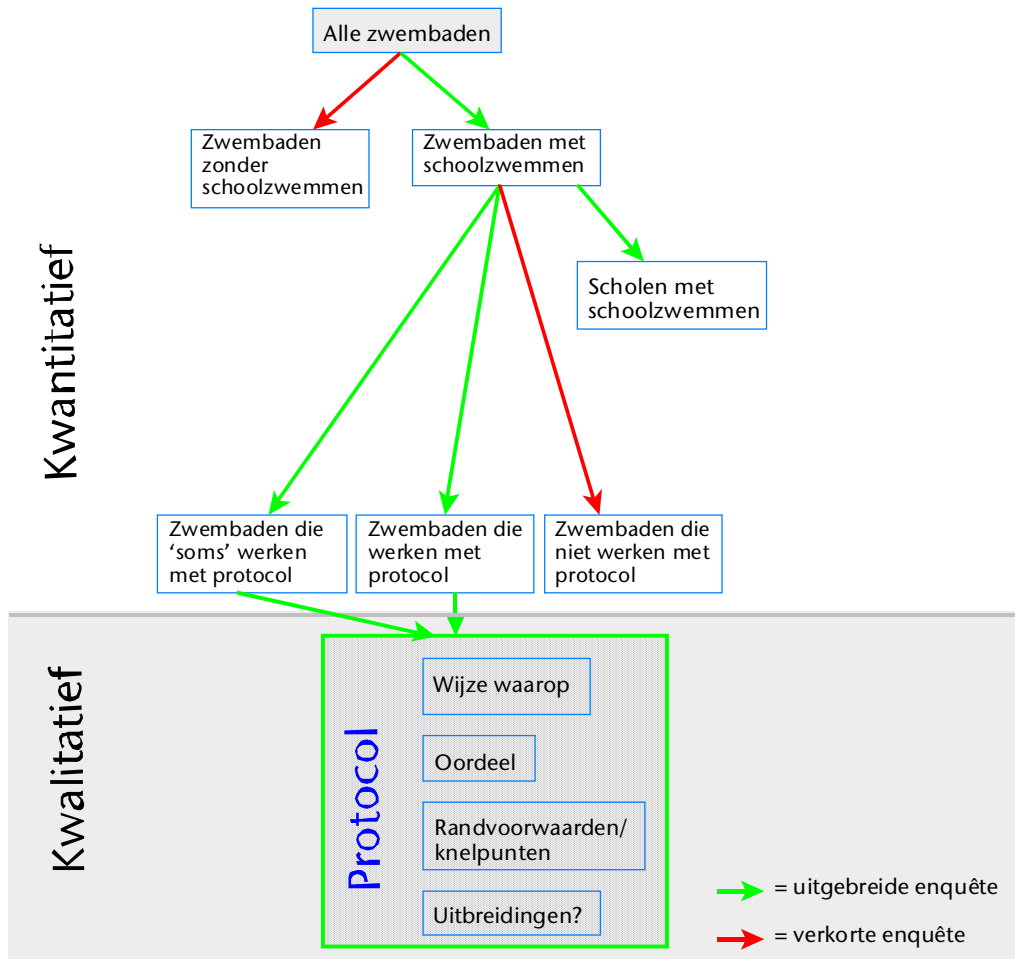 Alle zwembaden
Zwembaden
zonder
schoolzwemmen
Zwembaden met
schoolzwemmen
Scholen met
schoolzwemmen
Kwantitatief
Zwembaden die
‘soms’ werken
met protocol
Zwembaden die
werken met
protocol
Zwembaden die
niet werken met
protocol
Kwalitatief
Protocol
Wijze waarop
Oordeel
Randvoorwaarden/
knelpunten
Uitbreidingen?
= uitgebreide enquête
= verkorte enquête